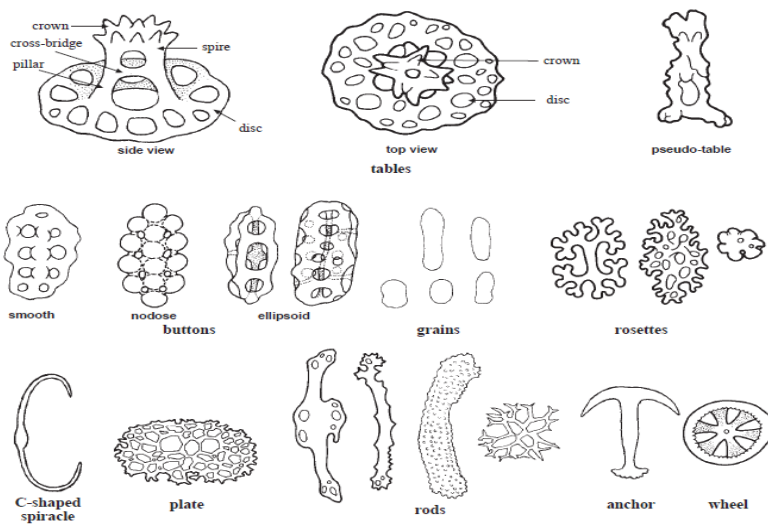 crown
cross-bridge
pillar
spire
disc
side view
crown
disc
top view
pseudo-table
tables
smooth
nodose
ellipsoid
buttons
grains
rosettes
C-shaped
spiracle
plate
rods
anchor
wheel